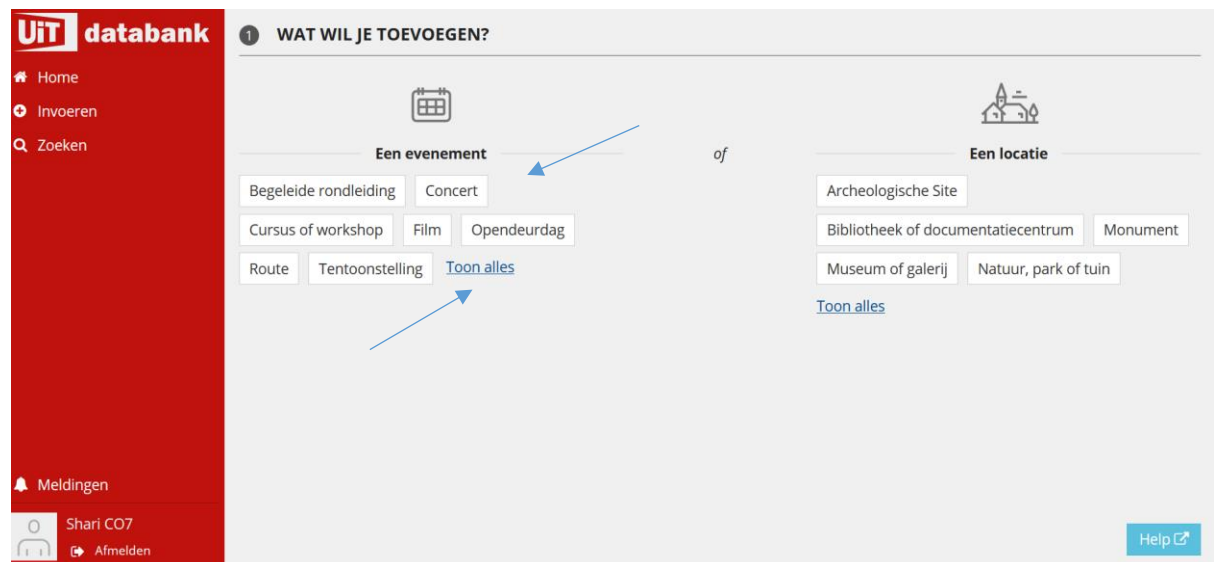 UiT databank
Home
Invoeren
Zoeken
Meldingen
Shari CO7
Afmelden
1 WAT WIL JE TOEVOEGEN?
Een evenement
Begeleide rondleiding Concert
Cursus of workshop Film Opendeurdag
Route Tentoonstelling Toon alles
of
Een locatie
Archeologische Site
Bibliotheek of documentatiecentrum Monument
Museum of galerij Natuur, park of tuin
Toon alles
Help